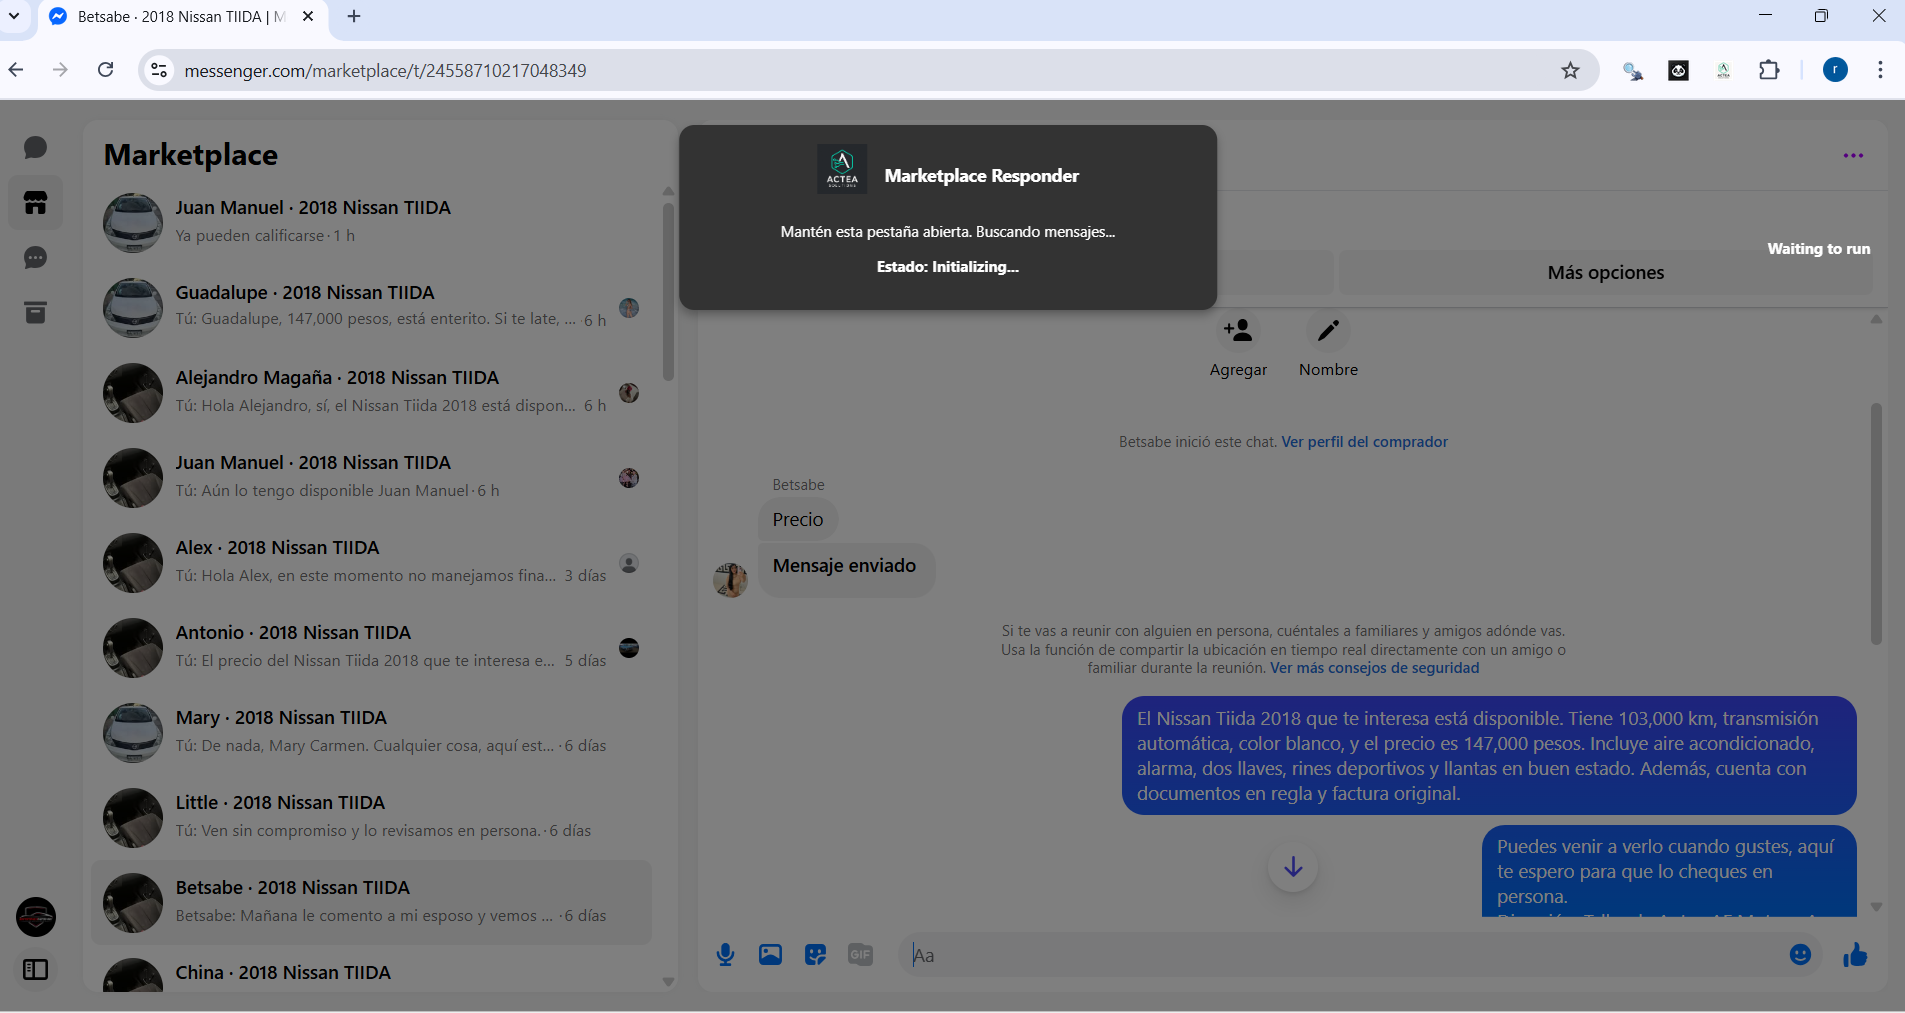 Betsabe · 2018 Nissan TIIDA | M
messenger.com/marketplace/t/24558710217048349
ACTEA
r
Marketplace
Juan Manuel · 2018 Nissan TIIDA
Ya pueden calificarse · 1 h
Guadalupe · 2018 Nissan TIIDA
Tú: Guadalupe, 147,000 pesos, está enterito. Si te late, ... · 6 h
Alejandro Magaña · 2018 Nissan TIIDA
Tú: Hola Alejandro, sí, el Nissan Tiida 2018 está dispon... 6 h
Juan Manuel · 2018 Nissan TIIDA
Tú: Aún lo tengo disponible Juan Manuel · 6 h
Alex · 2018 Nissan TIIDA
Tú: Hola Alex, en este momento no manejamos fina... 3 días
Antonio · 2018 Nissan TIIDA
Tú: El precio del Nissan Tiida 2018 que te interesa e... 5 días
Mary · 2018 Nissan TIIDA
Tú: De nada, Mary Carmen. Cualquier cosa, aquí est... · 6 días
Little · 2018 Nissan TIIDA
Tú: Ven sin compromiso y lo revisamos en persona. · 6 días
Betsabe · 2018 Nissan TIIDA
Betsabe: Mañana le comento a mi esposo y vemos ... · 6 días
China · 2018 Nissan TIIDA
ACTEA
SOLUTIONS
Marketplace Responder
Mantén esta pestaña abierta. Buscando mensajes...
Estado: Initializing...
Waiting to run
Más opciones
Agregar
Nombre
Betsabe inició este chat. Ver perfil del comprador
Betsabe
Precio
Mensaje enviado
Si te vas a reunir con alguien en persona, cuéntales a familiares y amigos adónde vas.
Usa la función de compartir la ubicación en tiempo real directamente con un amigo o
familiar durante la reunión. Ver más consejos de seguridad
El Nissan Tiida 2018 que te interesa está disponible. Tiene 103,000 km, transmisión
automática, color blanco, y el precio es 147,000 pesos. Incluye aire acondicionado,
alarma, dos llaves, rines deportivos y llantas en buen estado. Además, cuenta con
documentos en regla y factura original.
Puedes venir a verlo cuando gustes, aquí
te espero para que lo cheques en
persona.
GIF
Aa